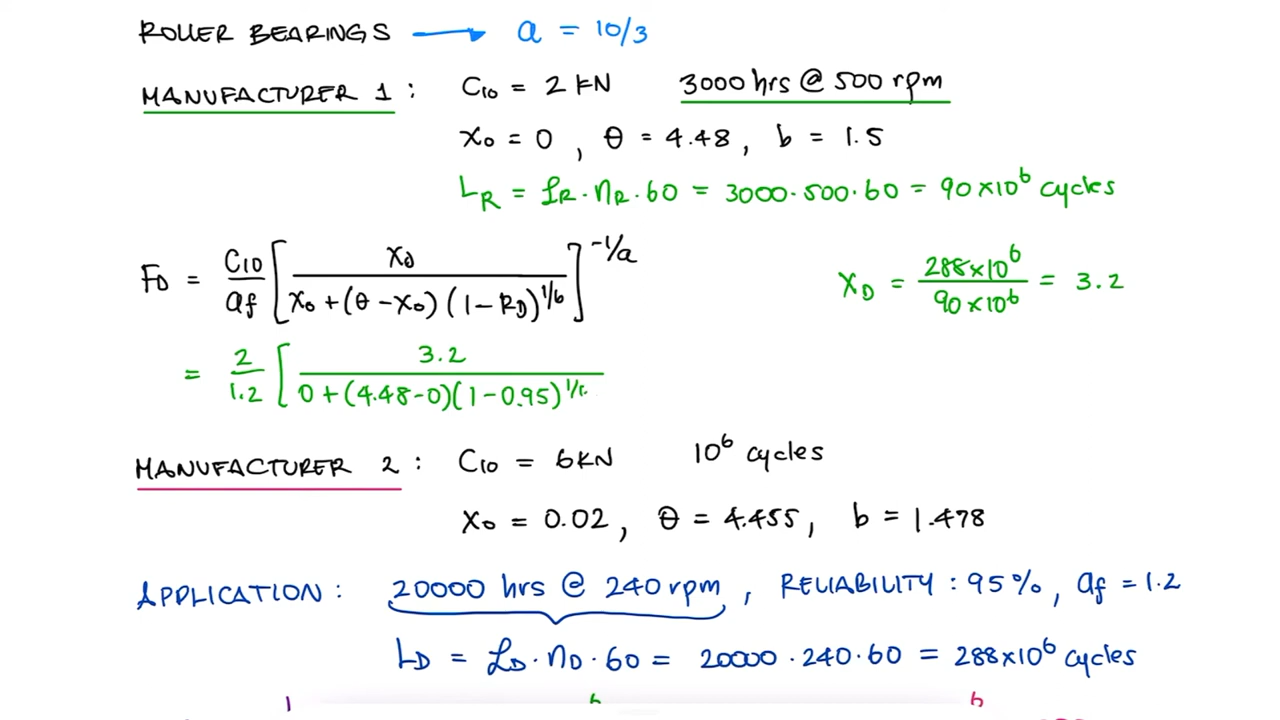 ROLLER BEARINGS → a = 10/3
MANUFACTURER 1 : C10 = 2 KN 3000 hrs @ 500 rpm
x0 = 0 , θ = 4.48 , b = 1.5
LR = ℒR · nR · 60 = 3000 · 500 · 60 = 90 × 10^6 cycles
FD = C10/af [ xD / (x0 + (θ - x0) (1 - RD)^1/b) ]^-1/a
xD = 288×10^6 / 90×10^6 = 3.2
= 2/1.2 [ 3.2 / (0 + (4.48 - 0)(1 - 0.95)^1/1.
MANUFACTURER 2 : C10 = 6 KN 10^6 cycles
x0 = 0.02 , θ = 4.455 , b = 1.478
APPLICATION : 20000 hrs @ 240 rpm , RELIABILITY : 95% , af = 1.2
LD = ℒD · nD · 60 = 20000 · 240 · 60 = 288×10^6 cycles